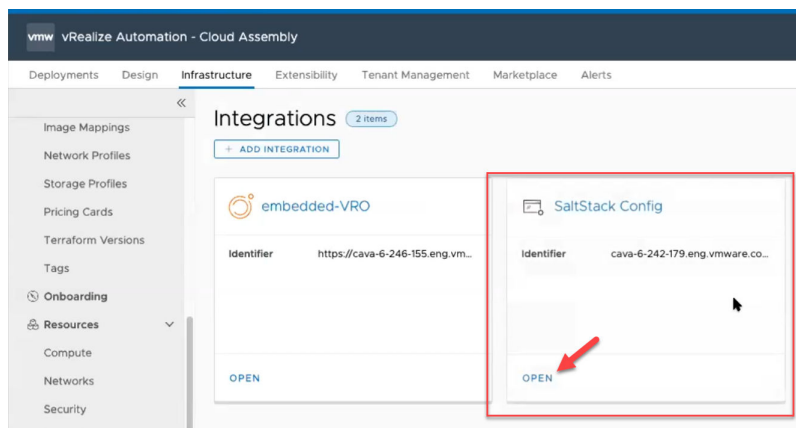 vmw vRealize Automation - Cloud Assembly
Deployments Design Infrastructure Extensibility Tenant Management Marketplace Alerts
Image Mappings
Network Profiles
Storage Profiles
Pricing Cards
Terraform Versions
Tags
Onboarding
Resources
Compute
Networks
Security
Integrations 2 items
+ ADD INTEGRATION
embedded-VRO
Identifier https://cava-6-246-155.eng.vm...
OPEN
SaltStack Config
Identifier cava-6-242-179.eng.vmware.co...
OPEN